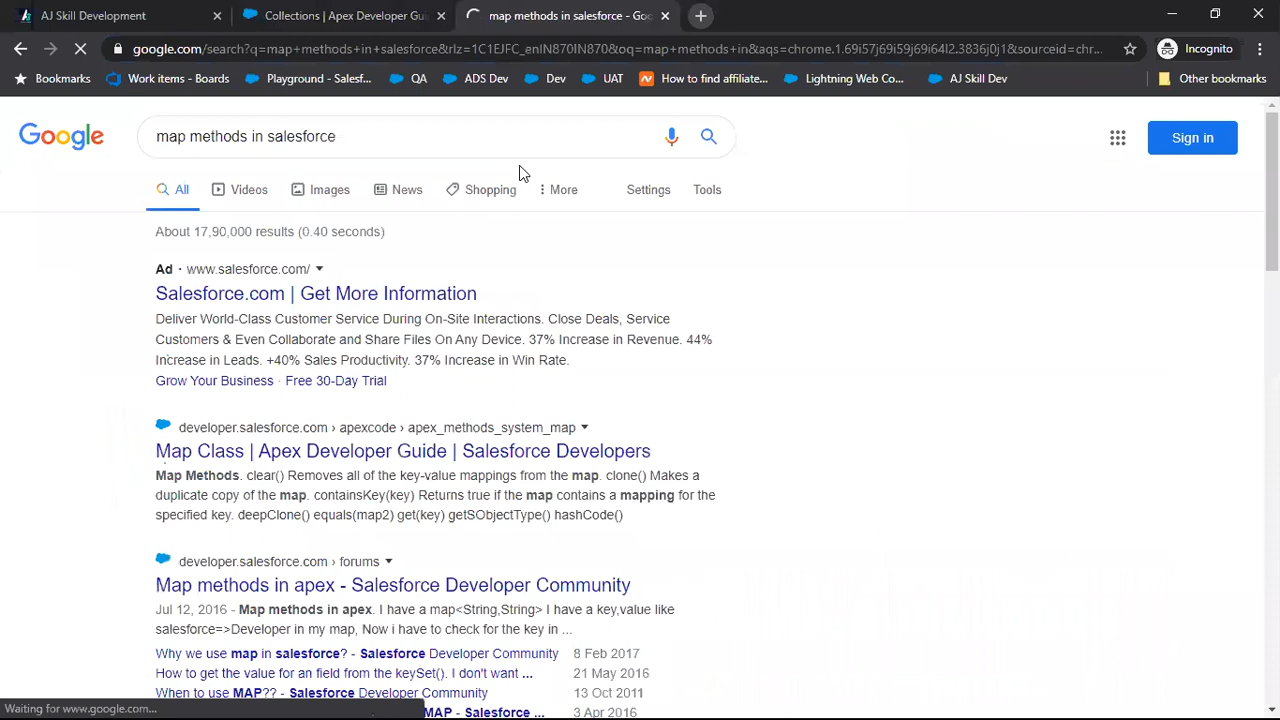 AJ Skill Development
Collections | Apex Developer Gu
map methods in salesforce - Goo
google.com/search?q=map+methods+in+salesforce&rlz=1C1EJFC_enIN870IN870&oq=map+methods+in&aqs=chrome.1.69i57j69i59j69i64l2.3836j0j1&sourceid=chr...
Incognito
Bookmarks
Work items - Boards
Playground - Salesf...
QA
ADS Dev
Dev
UAT
How to find affiliate...
Lightning Web Co...
AJ Skill Dev
Other bookmarks
Google
map methods in salesforce
Sign in
All
Videos
Images
News
Shopping
More
Settings
Tools
About 17,90,000 results (0.40 seconds)
Ad · www.salesforce.com/
Salesforce.com | Get More Information
Deliver World-Class Customer Service During On-Site Interactions. Close Deals, Service
Customers & Even Collaborate and Share Files On Any Device. 37% Increase in Revenue. 44%
Increase in Leads. +40% Sales Productivity. 37% Increase in Win Rate.
Grow Your Business · Free 30-Day Trial
developer.salesforce.com › apexcode › apex_methods_system_map
Map Class | Apex Developer Guide | Salesforce Developers
Map Methods. clear() Removes all of the key-value mappings from the map. clone() Makes a
duplicate copy of the map. containsKey(key) Returns true if the map contains a mapping for the
specified key. deepClone() equals(map2) get(key) getSObjectType() hashCode()
developer.salesforce.com › forums
Map methods in apex - Salesforce Developer Community
Jul 12, 2016 - Map methods in apex. I have a map<String,String> I have a key,value like
salesforce=>Developer in my map, Now i have to check for the key in ...
Why we use map in salesforce? - Salesforce Developer Community 8 Feb 2017
How to get the value for an field from the keySet(). I don't want ... 21 May 2016
When to use MAP?? - Salesforce Developer Community 13 Oct 2011
MAP - Salesforce ... 3 Apr 2016
Waiting for www.google.com...